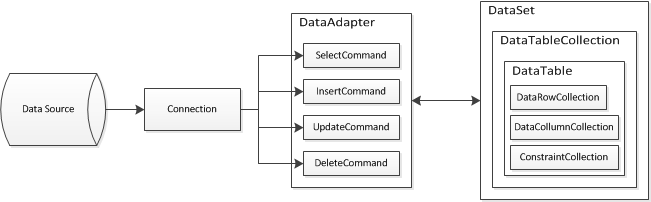 DataSet
DataAdapter
DataTableCollection
SelectCommand
DataTable
InsertCommand
DataRowCollection
Data Source
Connection
UpdateCommand
DataCollumnCollection
DeleteCommand
ConstraintCollection